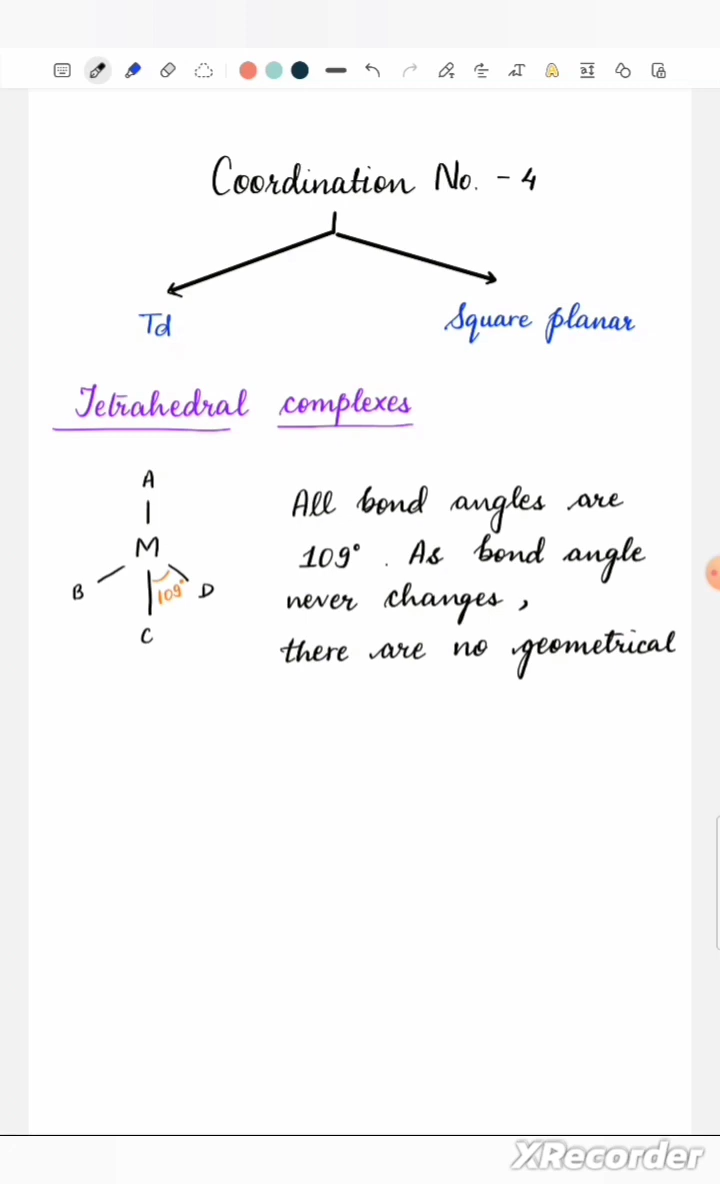 Coordination No. - 4
Td
Square planar
Tetrahedral complexes
A
M
B
109°
D
C
All bond angles are
109°. As bond angle
never changes,
there are no geometrical
XRecorder